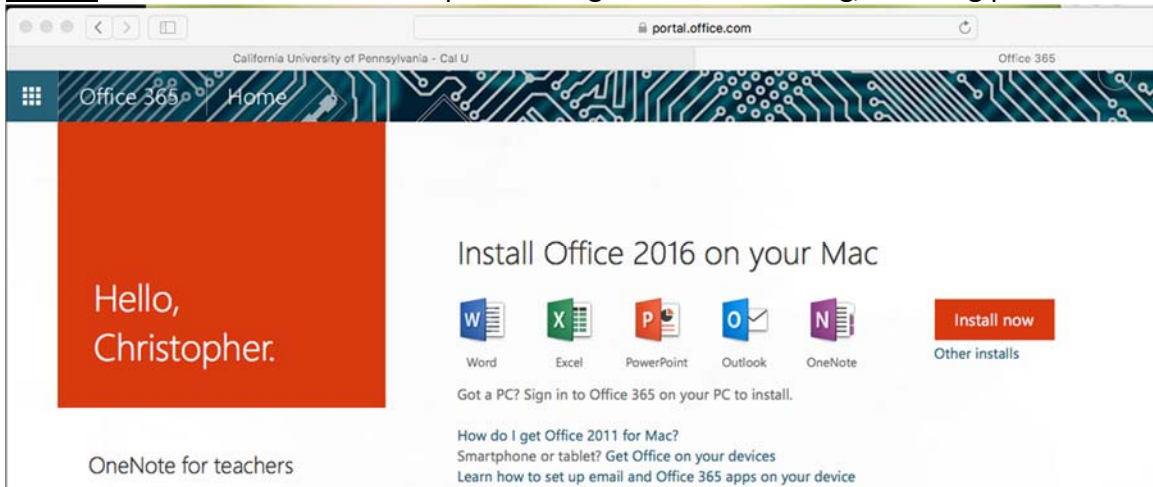 portal.office.com
California University of Pennsylvania - Cal U
Office 365
Office 365
Home
Hello,
Christopher.
Install Office 2016 on your Mac
W X P O N
Install now
Word Excel PowerPoint Outlook OneNote
Other installs
Got a PC? Sign in to Office 365 on your PC to install.
How do I get Office 2011 for Mac?
Smartphone or tablet? Get Office on your devices
Learn how to set up email and Office 365 apps on your device
OneNote for teachers